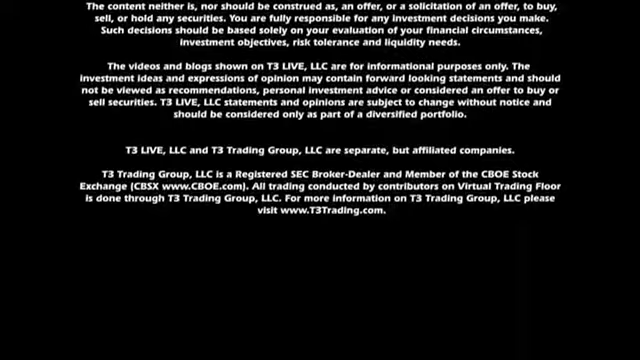 The content neither is, nor should be construed as, an offer, or a solicitation of an offer, to buy,
sell, or hold any securities. You are fully responsible for any investment decisions you make.
Such decisions should be based solely on your evaluation of your financial circumstances,
investment objectives, risk tolerance and liquidity needs.
The videos and blogs shown on T3 LIVE, LLC are for informational purposes only. The
investment ideas and expressions of opinion may contain forward looking statements and should
not be viewed as recommendations, personal investment advice or considered an offer to buy or
sell securities. T3 LIVE, LLC statements and opinions are subject to change without notice and
should be considered only as part of a diversified portfolio.
T3 LIVE, LLC and T3 Trading Group, LLC are separate, but affiliated companies.
T3 Trading Group, LLC is a Registered SEC Broker-Dealer and Member of the CBOE Stock
Exchange (CBSX www.CBOE.com). All trading conducted by contributors on Virtual Trading Floor
is done through T3 Trading Group, LLC. For more information on T3 Trading Group, LLC please
visit www.T3Trading.com.